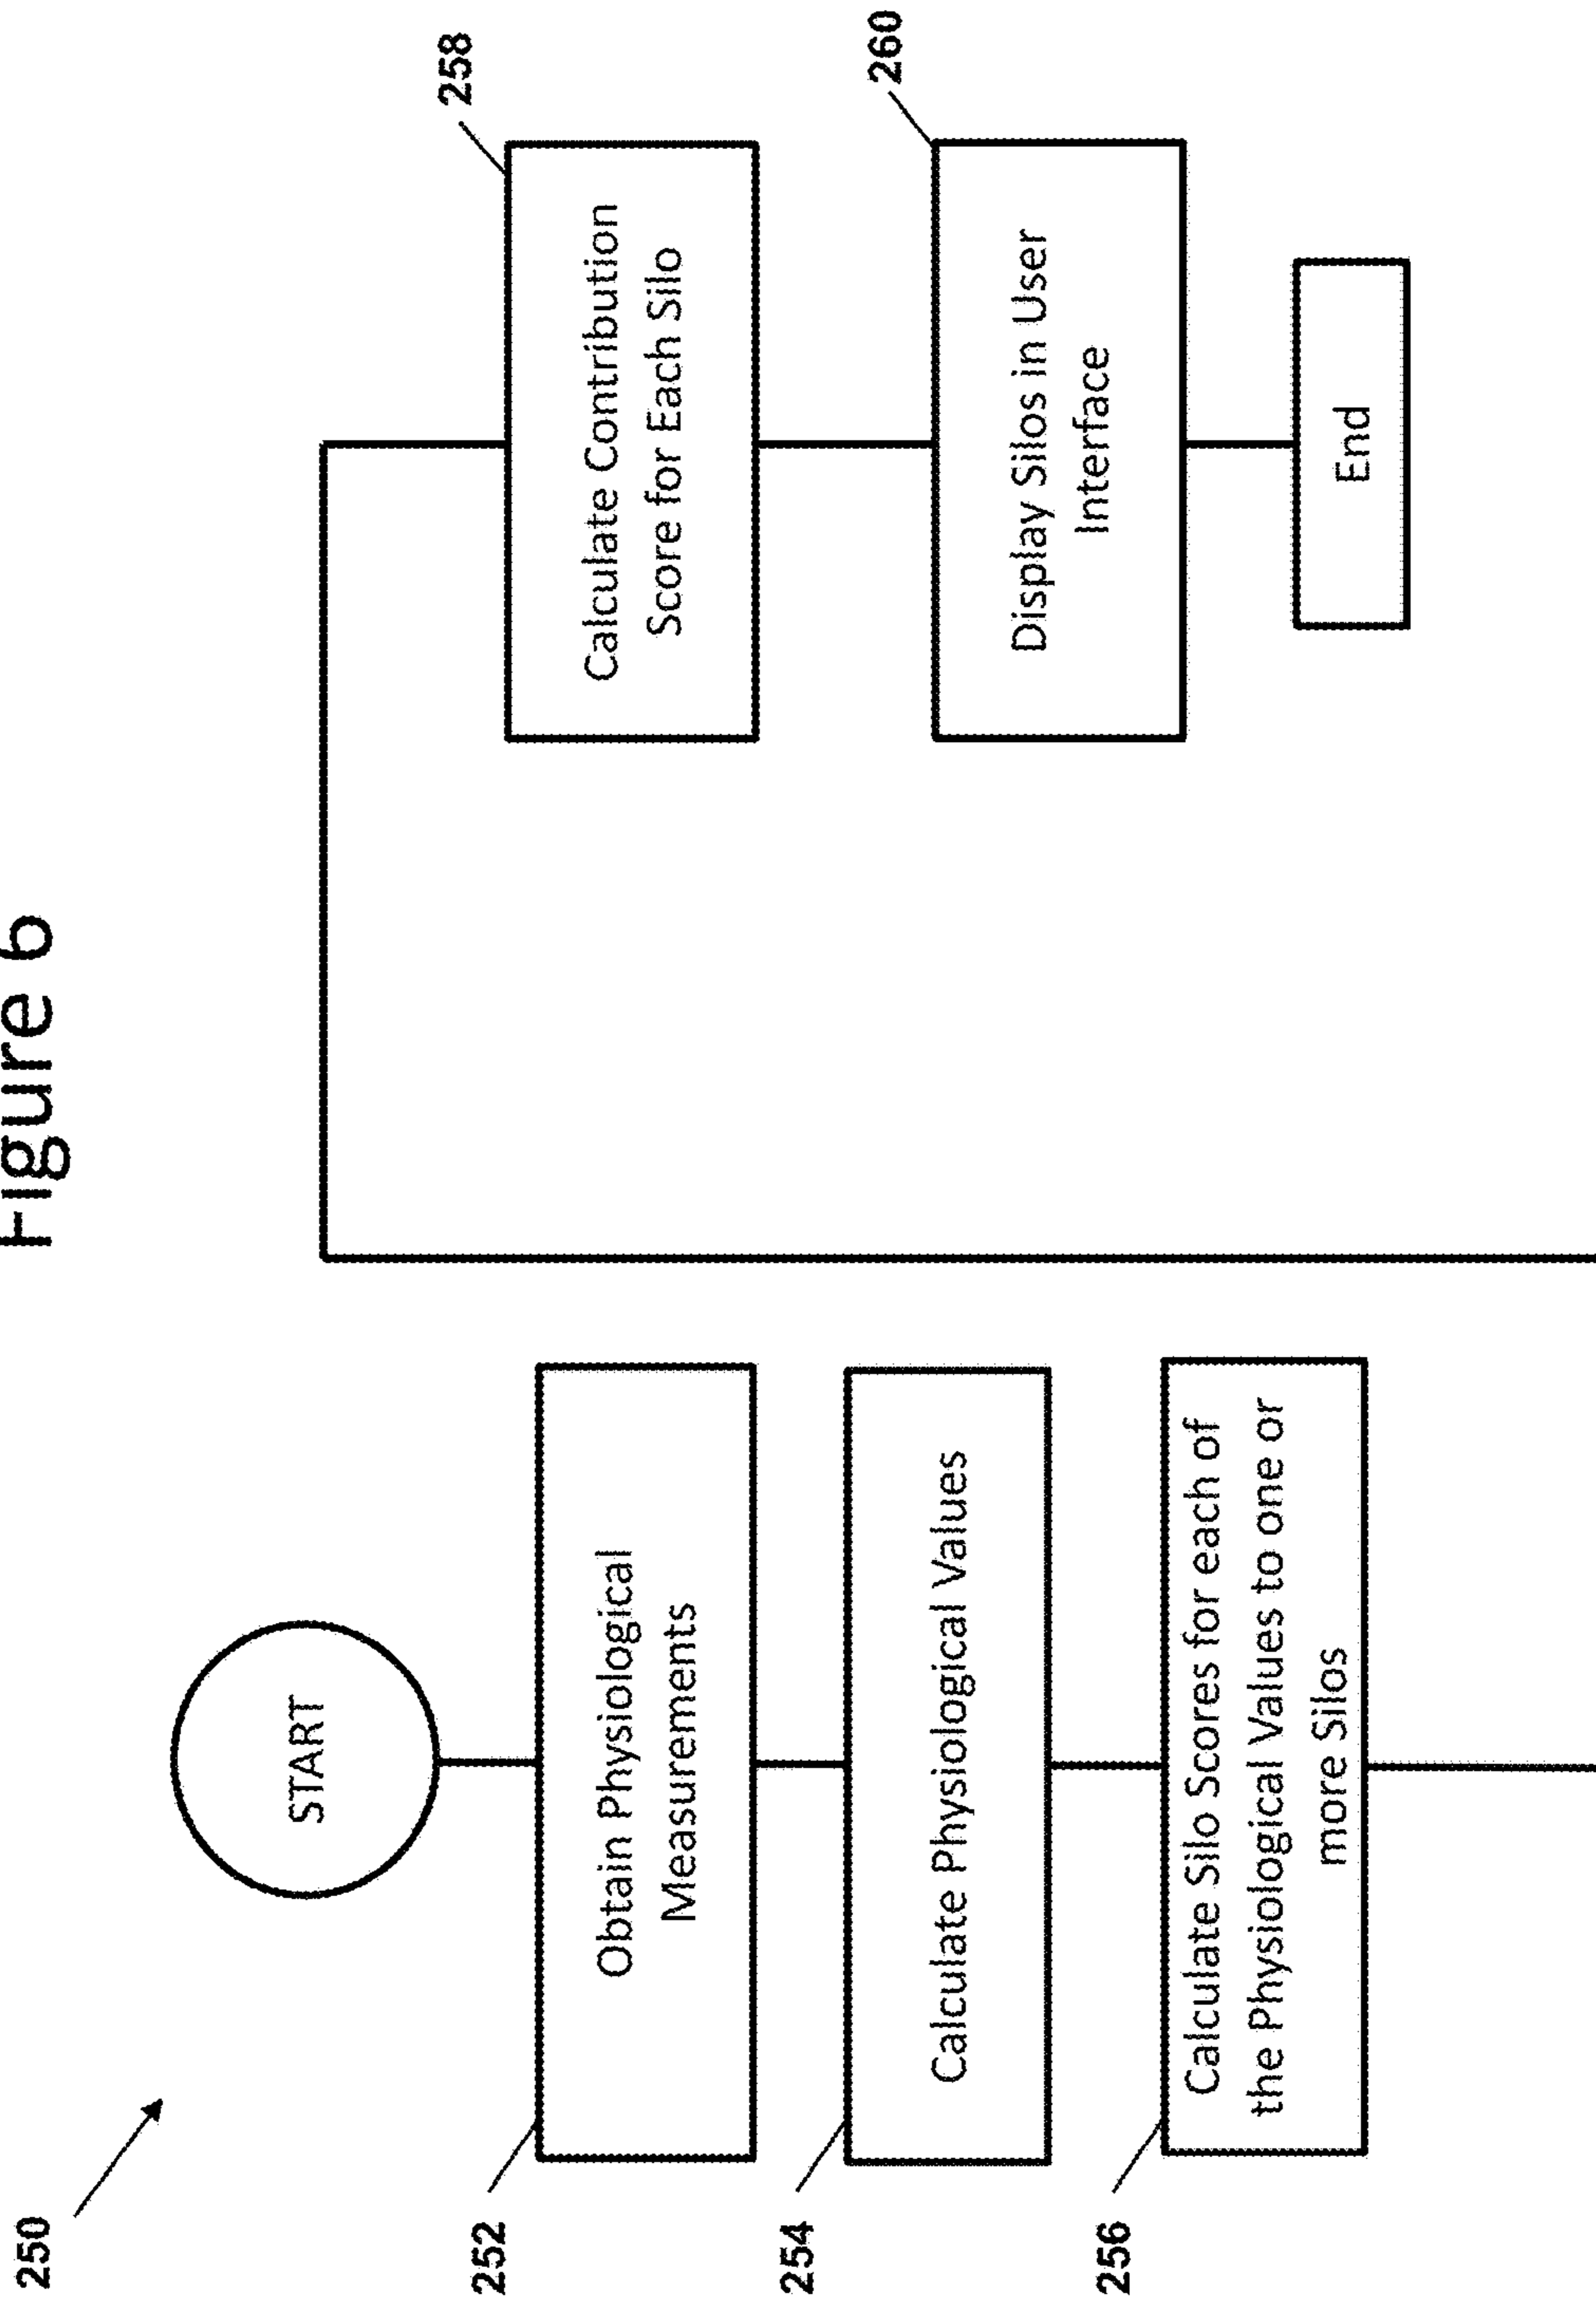 Figure 6
250
START
252
Obtain Physiological
Measurements
254
Calculate Physiological Values
256
Calculate Silo Scores for each of
the Physiological Values to one or
more Silos
258
Calculate Contribution
Score for Each Silo
260
Display Silos in User
Interface
End